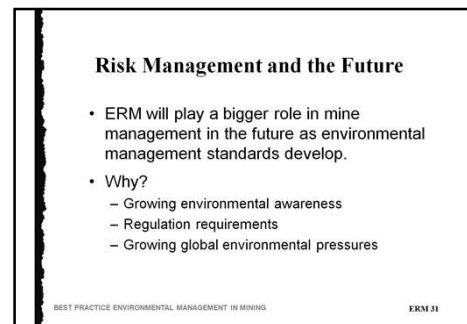 Risk Management and the Future
• ERM will play a bigger role in mine
management in the future as environmental
management standards develop.
• Why?
– Growing environmental awareness
– Regulation requirements
– Growing global environmental pressures
BEST PRACTICE ENVIRONMENTAL MANAGEMENT IN MINING
ERM 31